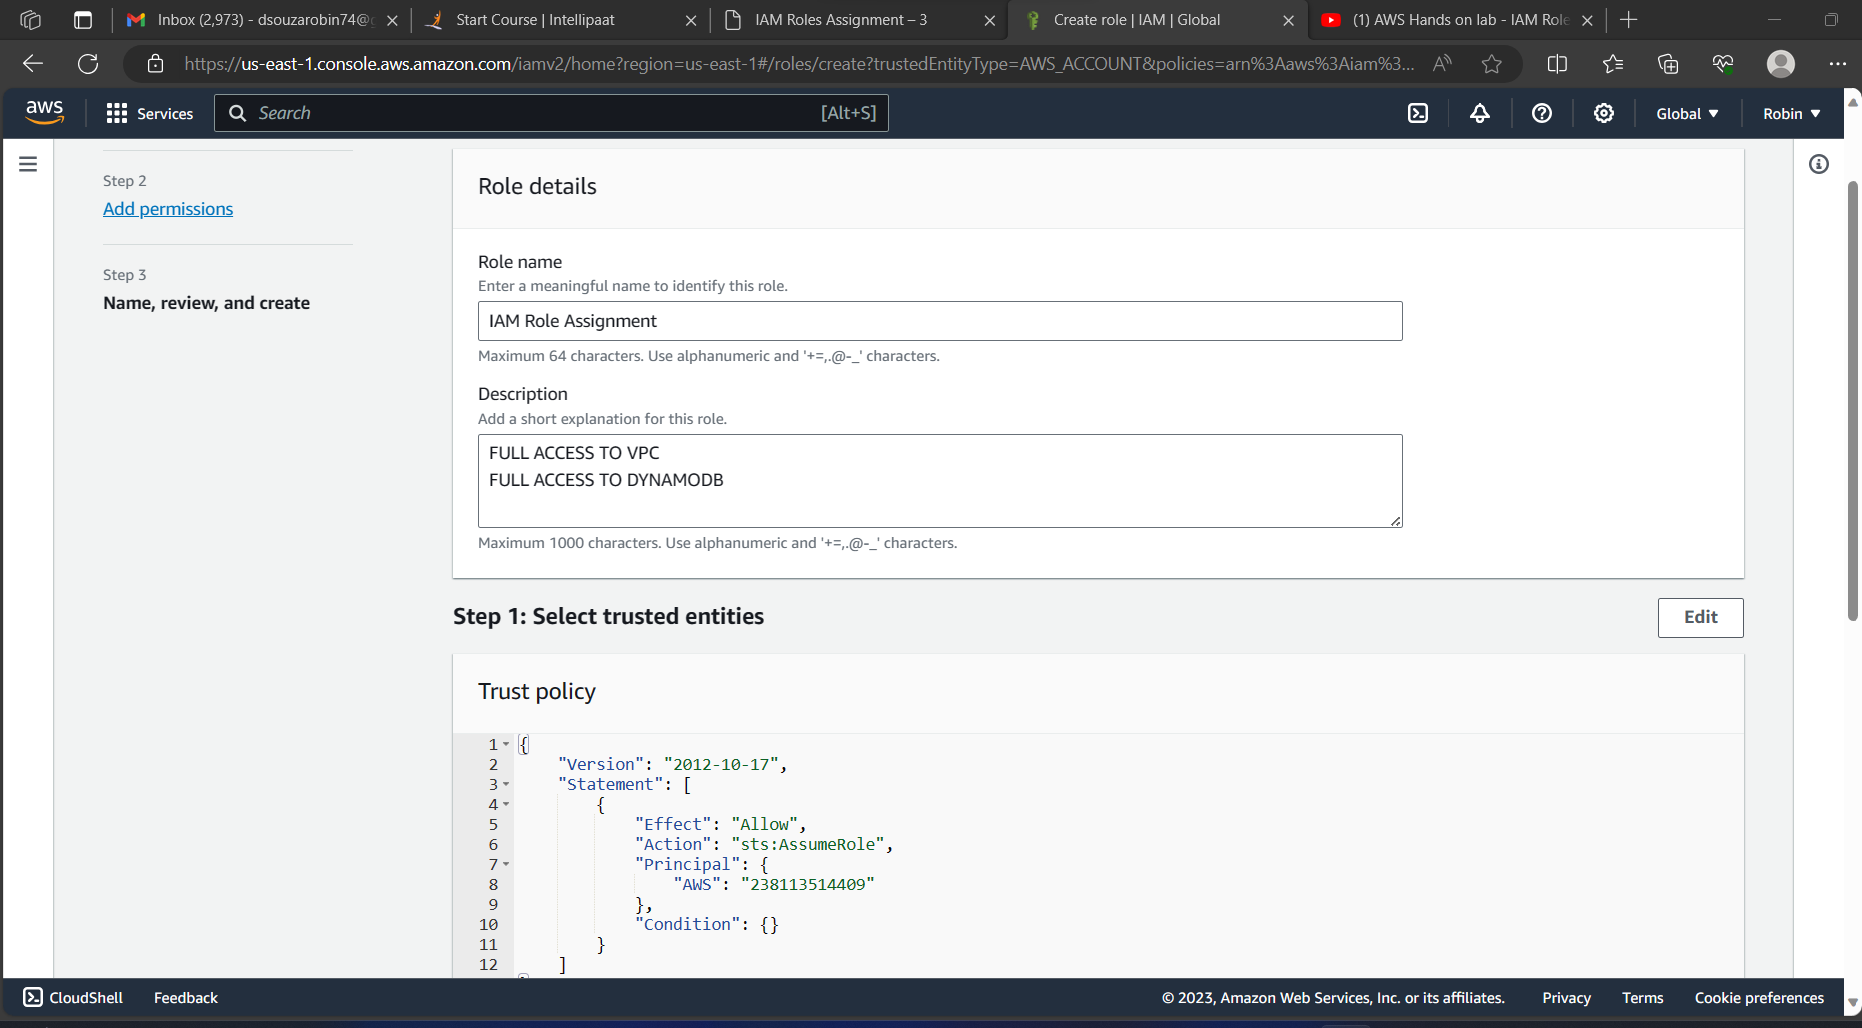 Inbox (2,973) - dsouzarobin74@g
Start Course | Intellipaat
IAM Roles Assignment – 3
Create role | IAM | Global
(1) AWS Hands on lab - IAM Role
https://us-east-1.console.aws.amazon.com/iamv2/home?region=us-east-1#/roles/create?trustedEntityType=AWS_ACCOUNT&policies=arn%3Aaws%3Aiam%3...
aws
Services
Search
[Alt+S]
Global
Robin
Step 2
Add permissions
Step 3
Name, review, and create
Role details
Role name
Enter a meaningful name to identify this role.
IAM Role Assignment
Maximum 64 characters. Use alphanumeric and '+=,.@-_' characters.
Description
Add a short explanation for this role.
FULL ACCESS TO VPC
FULL ACCESS TO DYNAMODB
Maximum 1000 characters. Use alphanumeric and '+=,.@-_' characters.
Step 1: Select trusted entities
Edit
Trust policy
1 {
2 "Version": "2012-10-17",
3 "Statement": [
4 {
5 "Effect": "Allow",
6 "Action": "sts:AssumeRole",
7 "Principal": {
8 "AWS": "238113514409"
9 },
10 "Condition": {}
11 }
12 ]
CloudShell
Feedback
© 2023, Amazon Web Services, Inc. or its affiliates.
Privacy
Terms
Cookie preferences